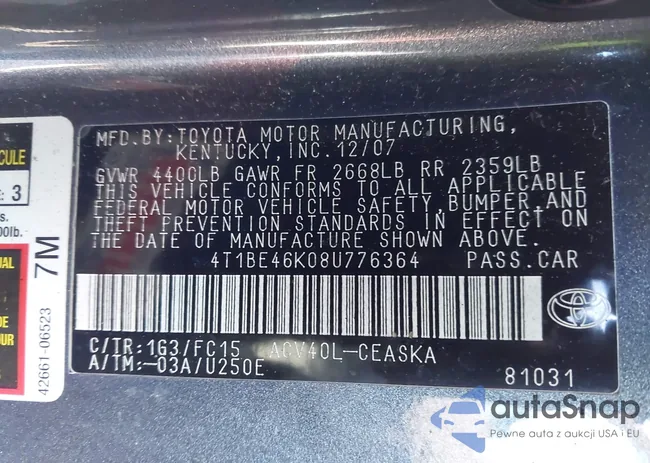 MFD.BY:TOYOTA MOTOR MANUFACTURING,
KENTUCKY,INC.12/07
GVWR 4400LB GAWR FR 2668LB RR 2359LB
THIS VEHICLE CONFORMS TO ALL APPLICABLE
FEDERAL MOTOR VEHICLE SAFETY,BUMPER,AND
THEFT PREVENTION STANDARDS IN EFFECT ON
THE DATE OF MANUFACTURE SHOWN ABOVE.
4T1BE46K08U776364 PASS.CAR
C/TR:1G3/FC15 ACV40L-CEASKA
A/TM:-03A/U250E
81031
: 3
7M
42661-06523
autaSnap
Pewne auta z aukcji USA i EU